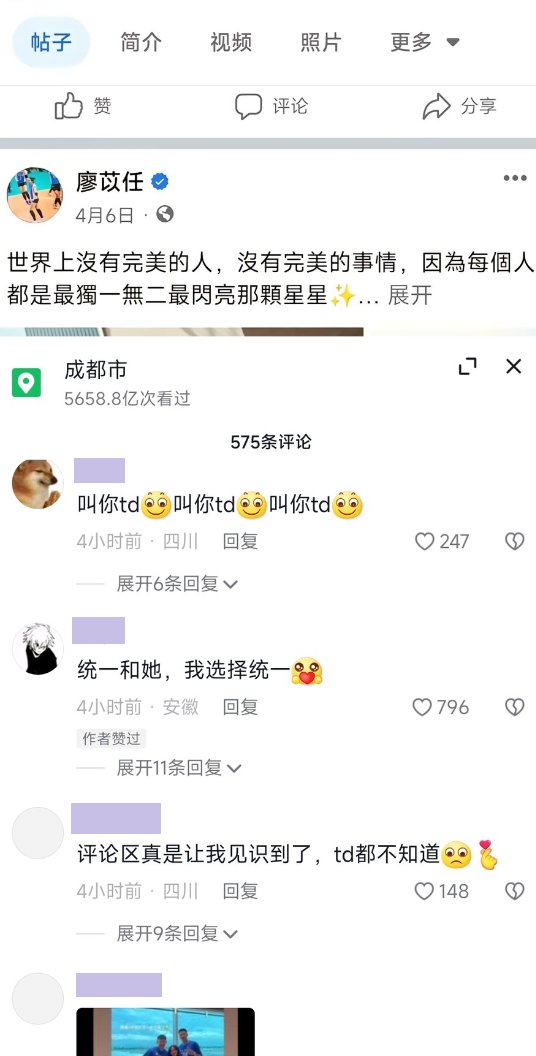 帖子 简介 视频 照片 更多
赞 评论 分享
廖苡任
4月6日 ·
世界上沒有完美的人，沒有完美的事情，因為每個人
都是最獨一無二最閃亮那顆星星✨... 展开
成都市
5658.8亿次看过
575条评论
叫你td叫你td叫你td
4小时前 · 四川 回复 247
展开6条回复
统一和她，我选择统一
4小时前 · 安徽 回复 796
作者赞过
展开11条回复
评论区真是让我见识到了，td都不知道
4小时前 · 四川 回复 148
展开9条回复